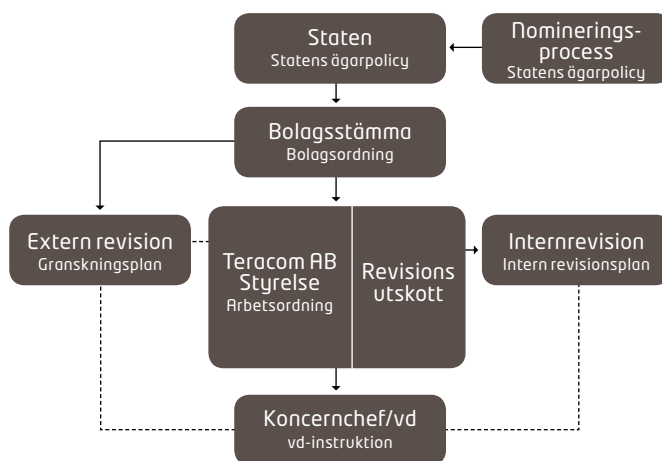 Staten
Statens ägarpolicy
Nominerings-
process
Statens ägarpolicy
Bolagsstämma
Bolagsordning
Extern revision
Granskningsplan
Teracom AB
Styrelse
Arbetsordning
Revisions
utskott
Internrevision
Intern revisionsplan
Koncernchef/vd
vd-instruktion